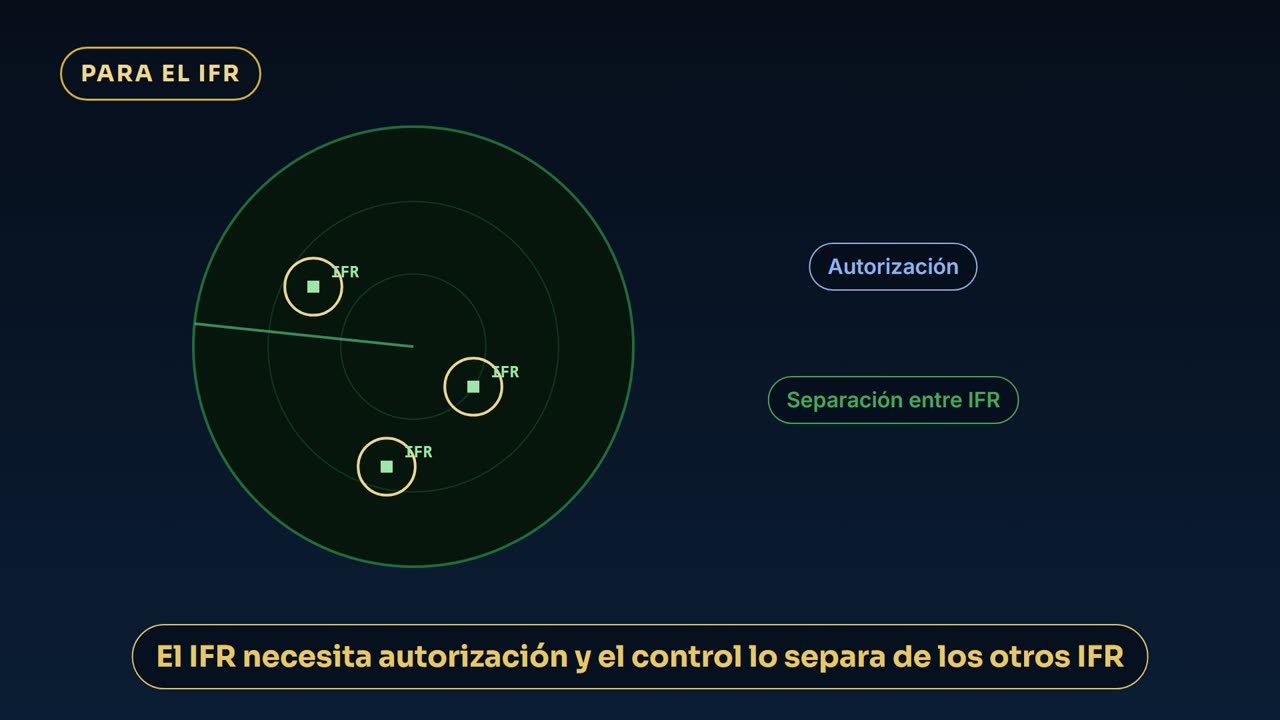 PARA EL IFR
IFR
IFR
IFR
Autorización
Separación entre IFR
El IFR necesita autorización y el control lo separa de los otros IFR